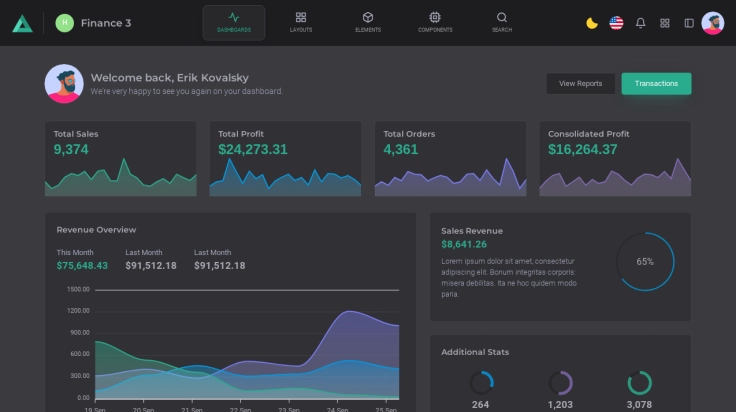 H
Finance 3
DASHBOARDS
LAYOUTS
ELEMENTS
COMPONENTS
SEARCH
Welcome back, Erik Kovalsky
We're very happy to see you again on your dashboard.
View Reports
Transactions
Total Sales
9,374
Total Profit
$24,273.31
Total Orders
4,361
Consolidated Profit
$16,264.37
Revenue Overview
This Month
$75,648.43
Last Month
$91,512.18
Last Month
$91,512.18
1500.00
1200.00
900.00
600.00
300.00
0.00
19 Sep
20 Sep
21 Sep
22 Sep
23 Sep
24 Sep
25 Sep
Sales Revenue
$8,641.26
Lorem ipsum dolor sit amet, consectetur
adipiscing elit. Bonum integritas corporis:
misera debilitas. Ita ne hoc quidem modo
paria.
65%
Additional Stats
264
1,203
3,078